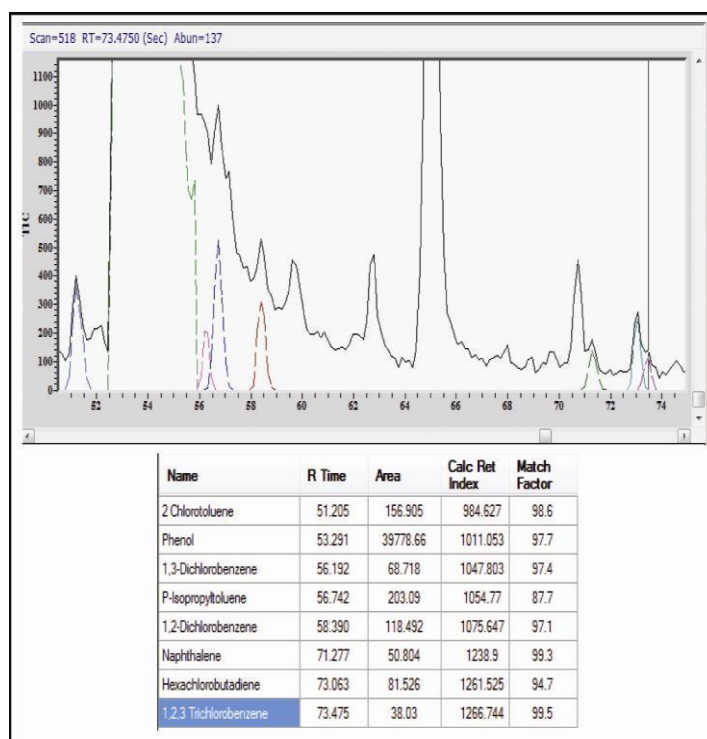 Scan=518 RT=73.4750 (Sec) Abun=137
1100
1000
900
800
700
600
500
400
300
200
100
0
TIC
52 54 56 58 60 62 64 66 68 70 72 74
Name R Time Area Calc Ret Index Match Factor
2 Chlorotoluene 51.205 156.905 984.627 98.6
Phenol 53.291 39778.66 1011.053 97.7
1,3-Dichlorobenzene 56.192 68.718 1047.803 97.4
P-Isopropyltoluene 56.742 203.09 1054.77 87.7
1,2-Dichlorobenzene 58.390 118.492 1075.647 97.1
Naphthalene 71.277 50.804 1238.9 99.3
Hexachlorobutadiene 73.063 81.526 1261.525 94.7
1,2,3 Trichlorobenzene 73.475 38.03 1266.744 99.5